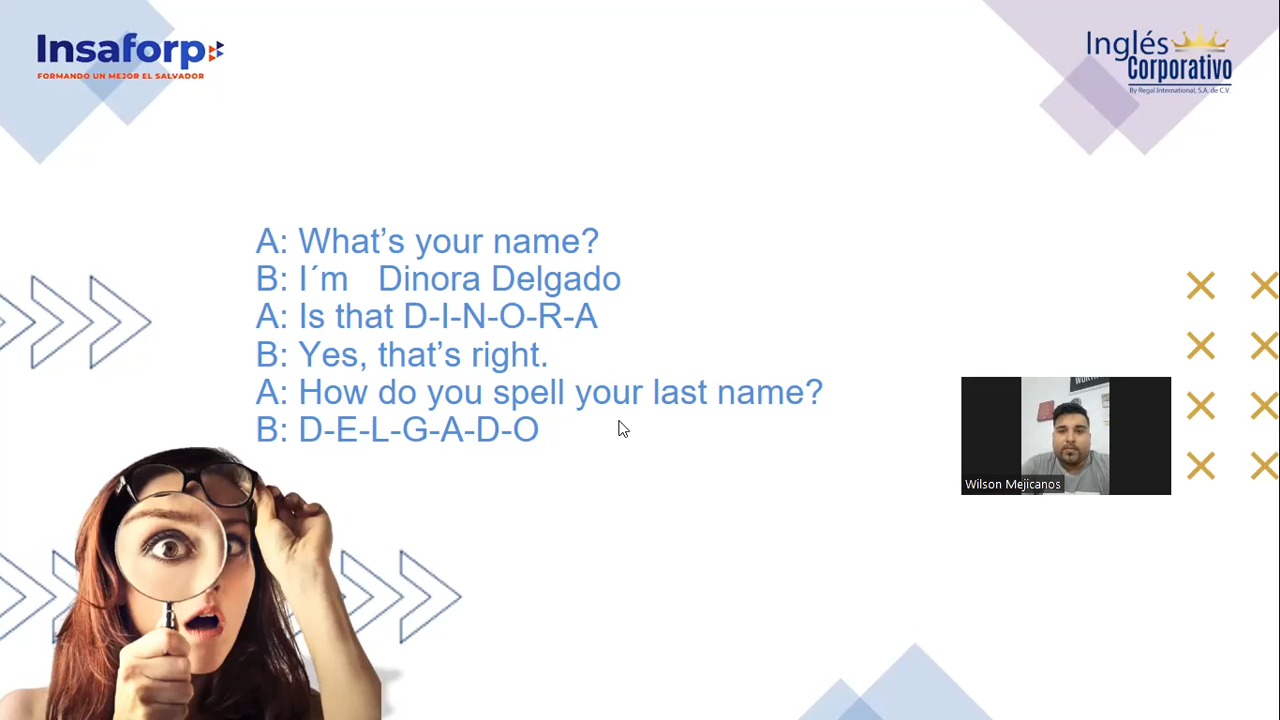 Insaforp
FORMANDO UN MEJOR EL SALVADOR
Inglés
Corporativo
By Regal International, S.A. de C.V.
A: What’s your name?
B: I´m   Dinora Delgado
A: Is that D-I-N-O-R-A
B: Yes, that’s right.
A: How do you spell your last name?
B: D-E-L-G-A-D-O
Wilson Mejicanos